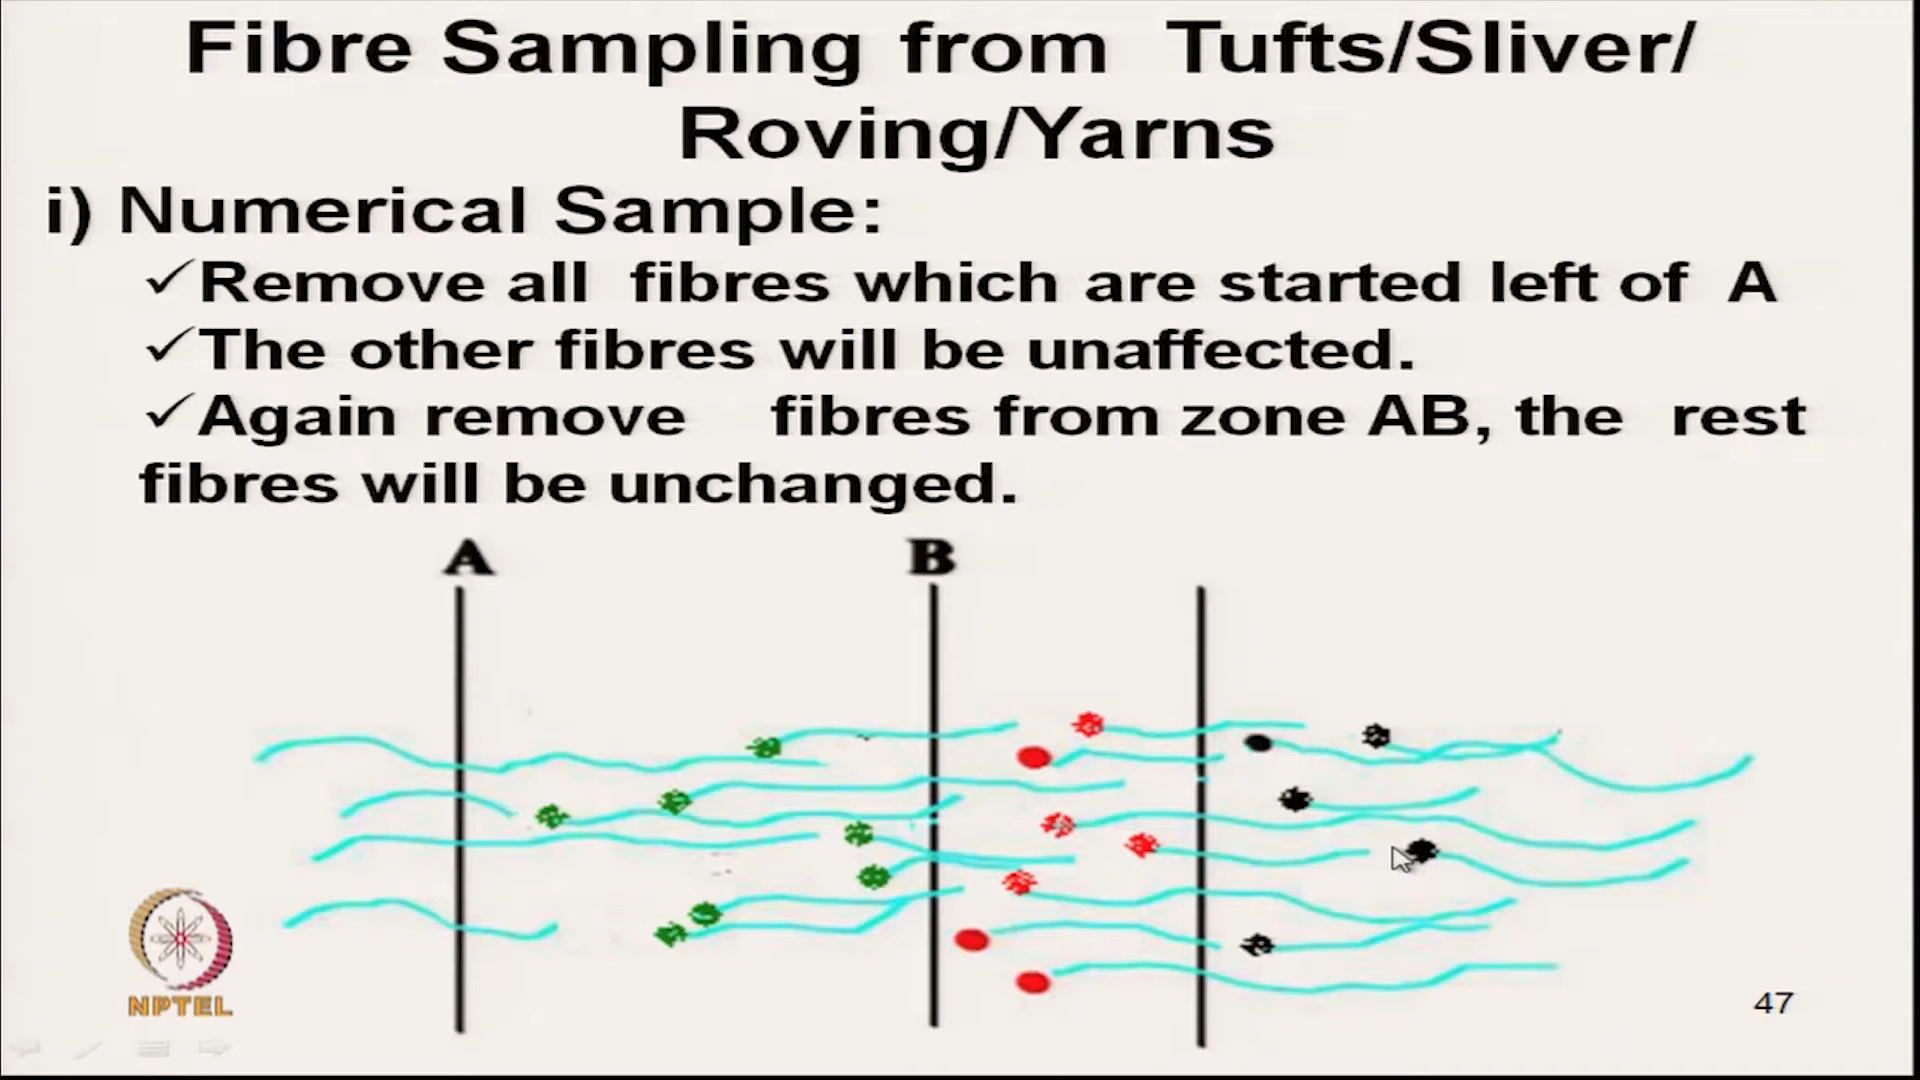 Fibre Sampling from Tufts/Sliver/
Roving/Yarns
i) Numerical Sample:
✓Remove all fibres which are started left of A
✓The other fibres will be unaffected.
✓Again remove fibres from zone AB, the rest
fibres will be unchanged.
A B
NPTEL
47